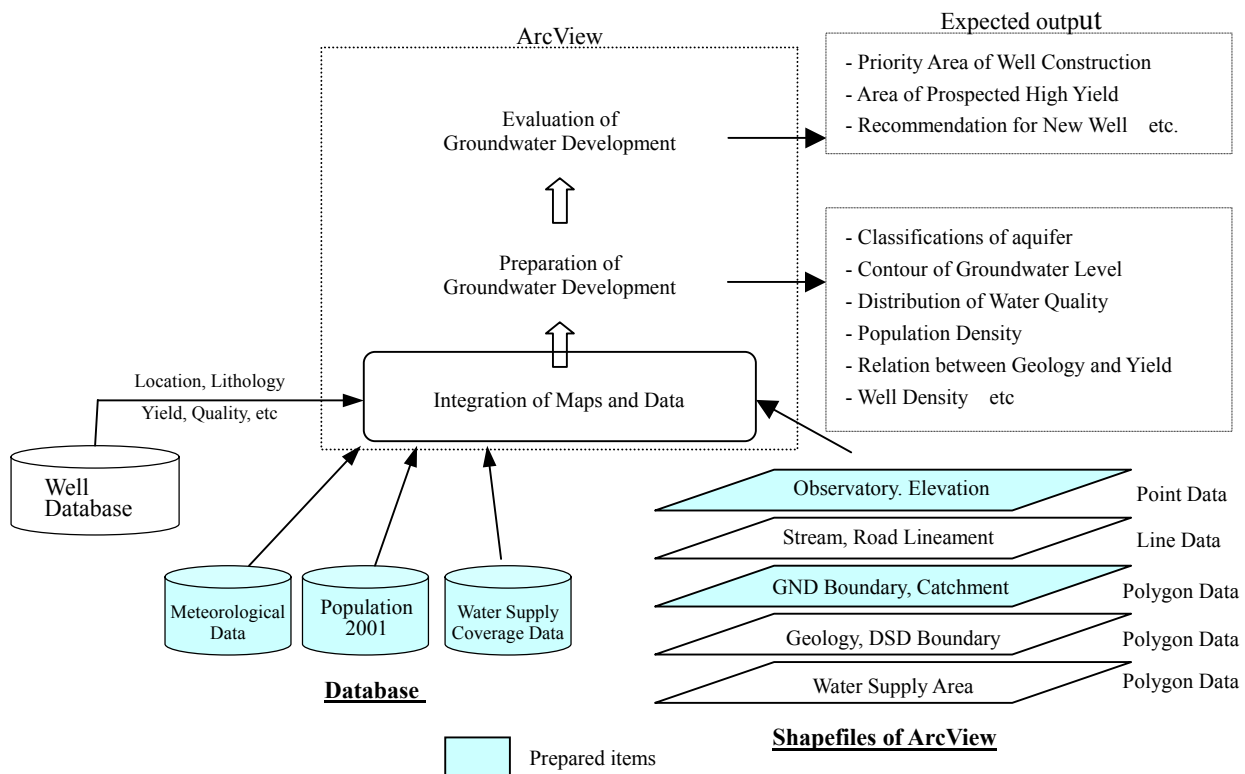 ArcView
Expected output
- Priority Area of Well Construction
- Area of Prospected High Yield
- Recommendation for New Well etc.
Evaluation of
Groundwater Development
Preparation of
Groundwater Development
- Classifications of aquifer
- Contour of Groundwater Level
- Distribution of Water Quality
- Population Density
- Relation between Geology and Yield
- Well Density etc
Location, Lithology
Yield, Quality, etc
Integration of Maps and Data
Well
Database
Meteorological
Data
Population
2001
Water Supply
Coverage Data
Database
Observatory. Elevation
Point Data
Stream, Road Lineament
Line Data
GND Boundary, Catchment
Polygon Data
Geology, DSD Boundary
Polygon Data
Water Supply Area
Polygon Data
Shapefiles of ArcView
Prepared items